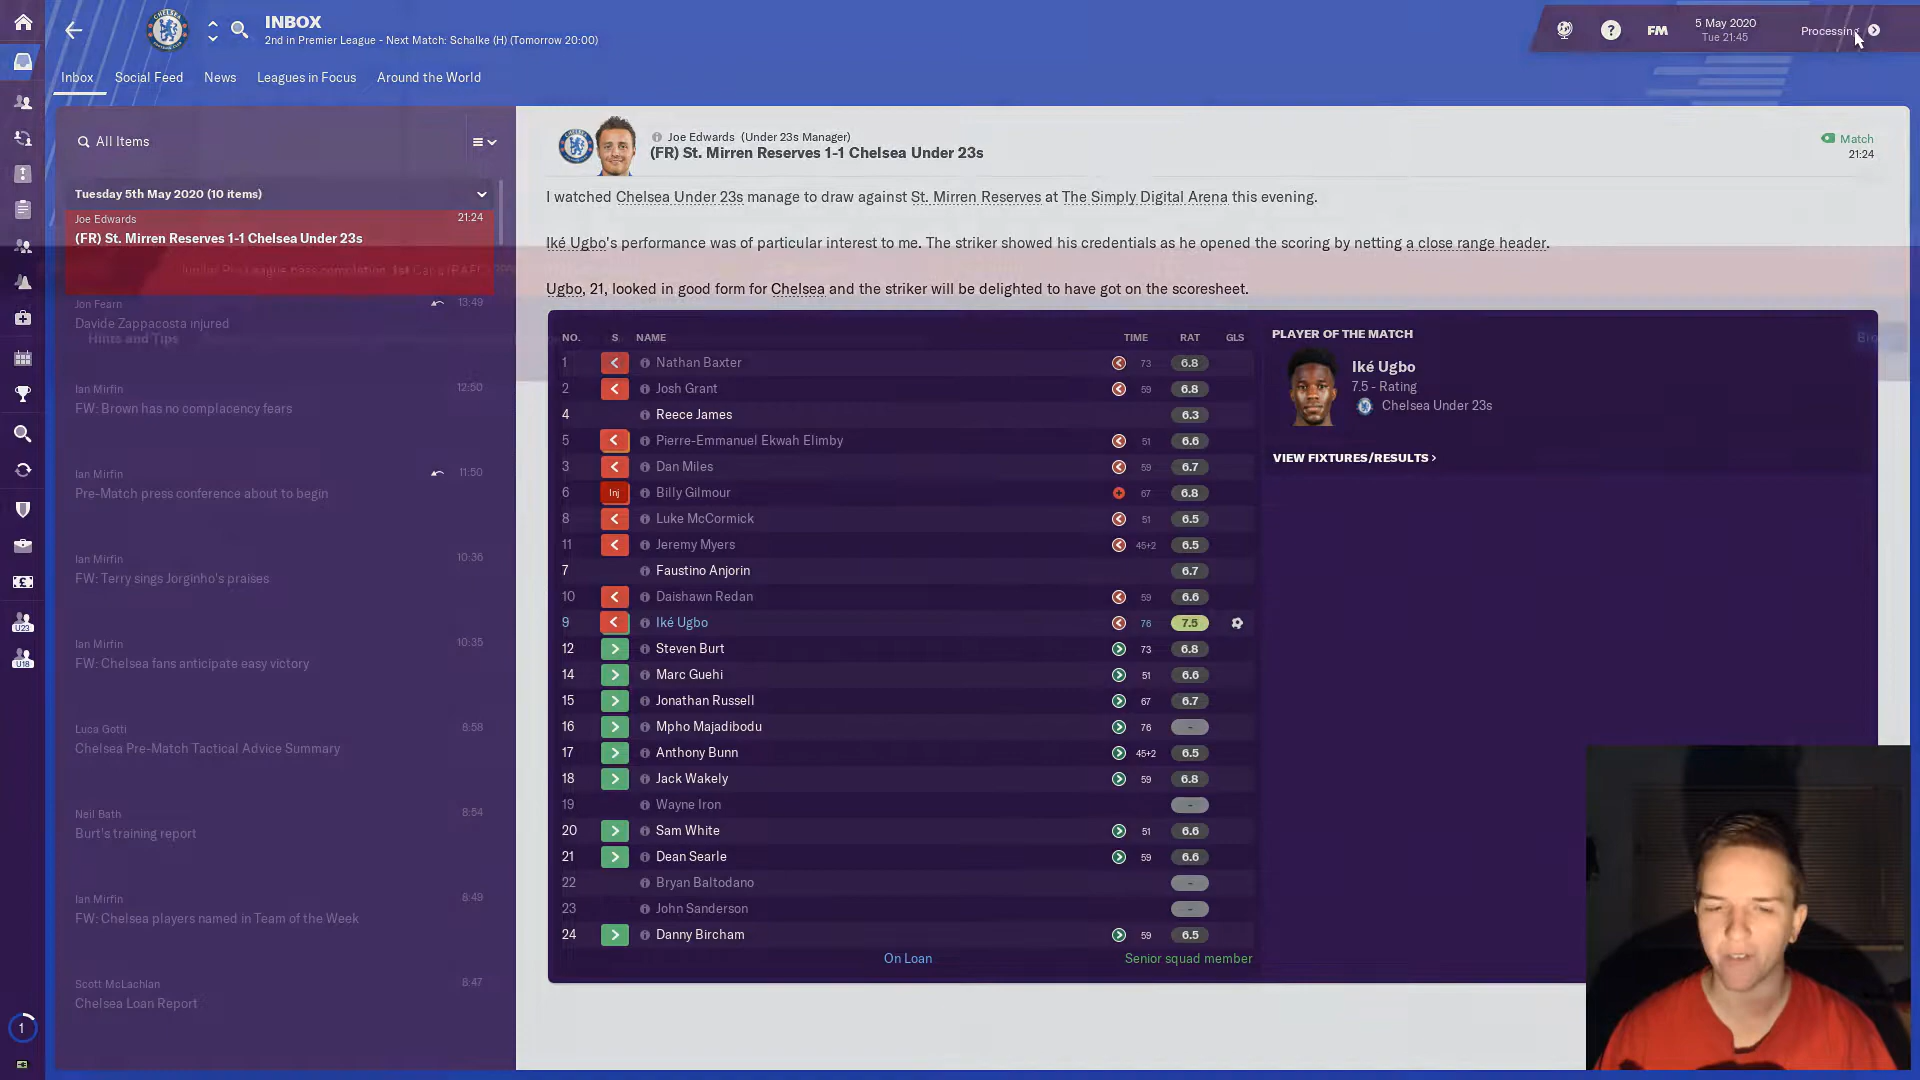 INBOX
2nd in Premier League - Next Match: Schalke (H) (Tomorrow 20:00)
?
FM
5 May 2020
Tue 21:45
Processing
Inbox
Social Feed
News
Leagues in Focus
Around the World
All Items
Tuesday 5th May 2020 (10 items)
Joe Edwards 21:24
(FR) St. Mirren Reserves 1-1 Chelsea Under 23s
Jon Fearn 13:49
Davide Zappacosta injured
Hints and Tips
Ian Mirfin 12:50
FW: Brown has no complacency fears
Ian Mirfin 11:50
Pre-Match press conference about to begin
Ian Mirfin 10:36
FW: Terry sings Jorginho's praises
Ian Mirfin 10:35
FW: Chelsea fans anticipate easy victory
Luca Gotti 8:58
Chelsea Pre-Match Tactical Advice Summary
Neil Bath 8:54
Burt's training report
Ian Mirfin 8:49
FW: Chelsea players named in Team of the Week
Scott McLachlan 8:47
Chelsea Loan Report
U23
U18
1
Joe Edwards (Under 23s Manager)
(FR) St. Mirren Reserves 1-1 Chelsea Under 23s
Match
21:24
I watched Chelsea Under 23s manage to draw against St. Mirren Reserves at The Simply Digital Arena this evening.
Iké Ugbo's performance was of particular interest to me. The striker showed his credentials as he opened the scoring by netting a close range header.
Ugbo, 21, looked in good form for Chelsea and the striker will be delighted to have got on the scoresheet.
NO. S NAME TIME RAT GLS
1 Nathan Baxter 73 6.8
2 Josh Grant 59 6.8
4 Reece James 6.3
5 Pierre-Emmanuel Ekwah Elimby 51 6.6
3 Dan Miles 59 6.7
6 Inj Billy Gilmour 67 6.8
8 Luke McCormick 51 6.5
11 Jeremy Myers 45+2 6.5
7 Faustino Anjorin 6.7
10 Daishawn Redan 59 6.6
9 Iké Ugbo 76 7.5
12 Steven Burt 73 6.8
14 Marc Guehi 51 6.6
15 Jonathan Russell 67 6.7
16 Mpho Majadibodu 76 -
17 Anthony Bunn 45+2 6.5
18 Jack Wakely 59 6.8
19 Wayne Iron -
20 Sam White 51 6.6
21 Dean Searle 59 6.6
22 Bryan Baltodano -
23 John Sanderson -
24 Danny Bircham 59 6.5
On Loan
Senior squad member
PLAYER OF THE MATCH
Iké Ugbo
7.5 - Rating
Chelsea Under 23s
VIEW FIXTURES/RESULTS >